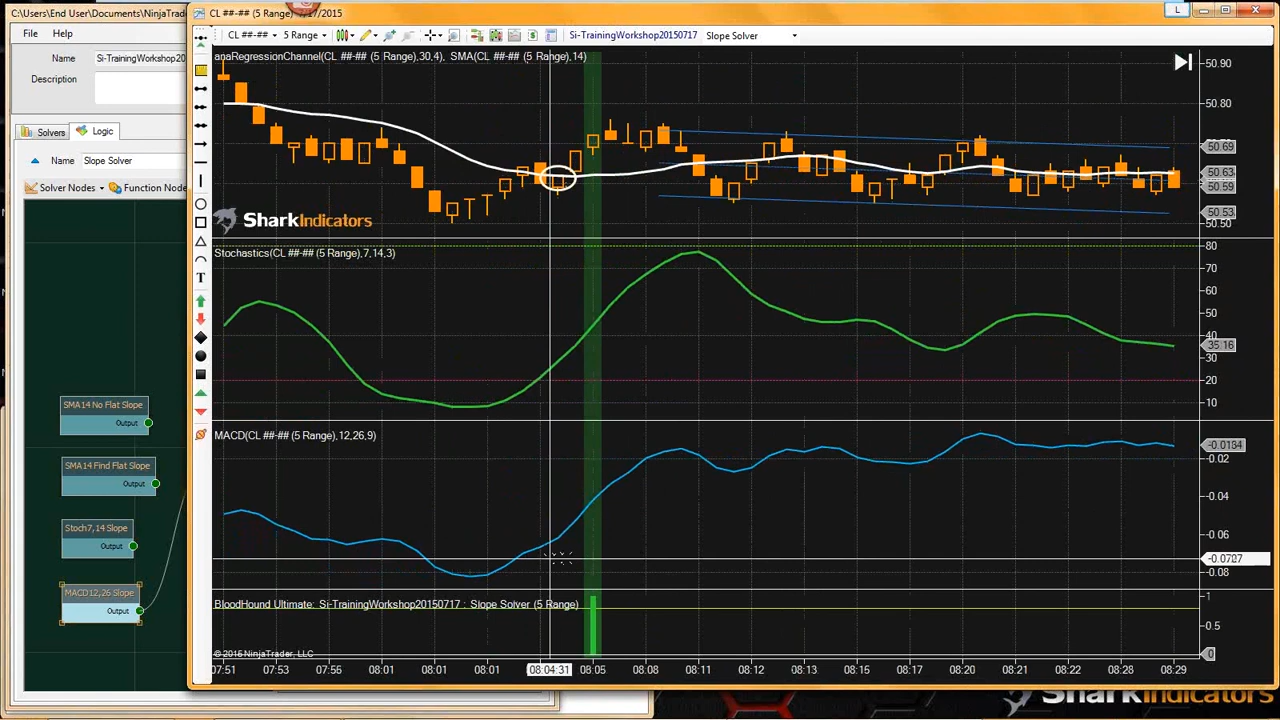 C:\Users\End User\Documents\NinjaTrader
CL ##-## (5 Range) 7/17/2015
L
File Help
CL ##-## 5 Range Si-TrainingWorkshop20150717 Slope Solver
Name Si-TrainingWorkshop20
Description
Solvers Logic
Name Slope Solver
Solver Nodes Function Node
SMA14 No Flat Slope
Output
SMA14 Find Flat Slope
Output
Stoch7,14 Slope
Output
MACD12,26 Slope
Output
anaRegressionChannel(CL ##-## (5 Range),30,4), SMA(CL ##-## (5 Range),14)
50.90
50.80
50.69
50.63
50.59
50.53
50.50
SharkIndicators
Stochastics(CL ##-## (5 Range),7,14,3)
80
70
60
50
40
35.16
30
20
10
MACD(CL ##-## (5 Range),12,26,9)
-0.0134
-0.02
-0.04
-0.06
-0.0727
-0.08
BloodHound Ultimate: Si-TrainingWorkshop20150717 : Slope Solver (5 Range)
1
0.5
0
© 2015 NinjaTrader, LLC
07:51 07:53 07:56 08:01 08:01 08:01 08:04:31 08:05 08:08 08:11 08:12 08:13 08:15 08:17 08:20 08:21 08:22 08:28 08:29
SharkIndicators